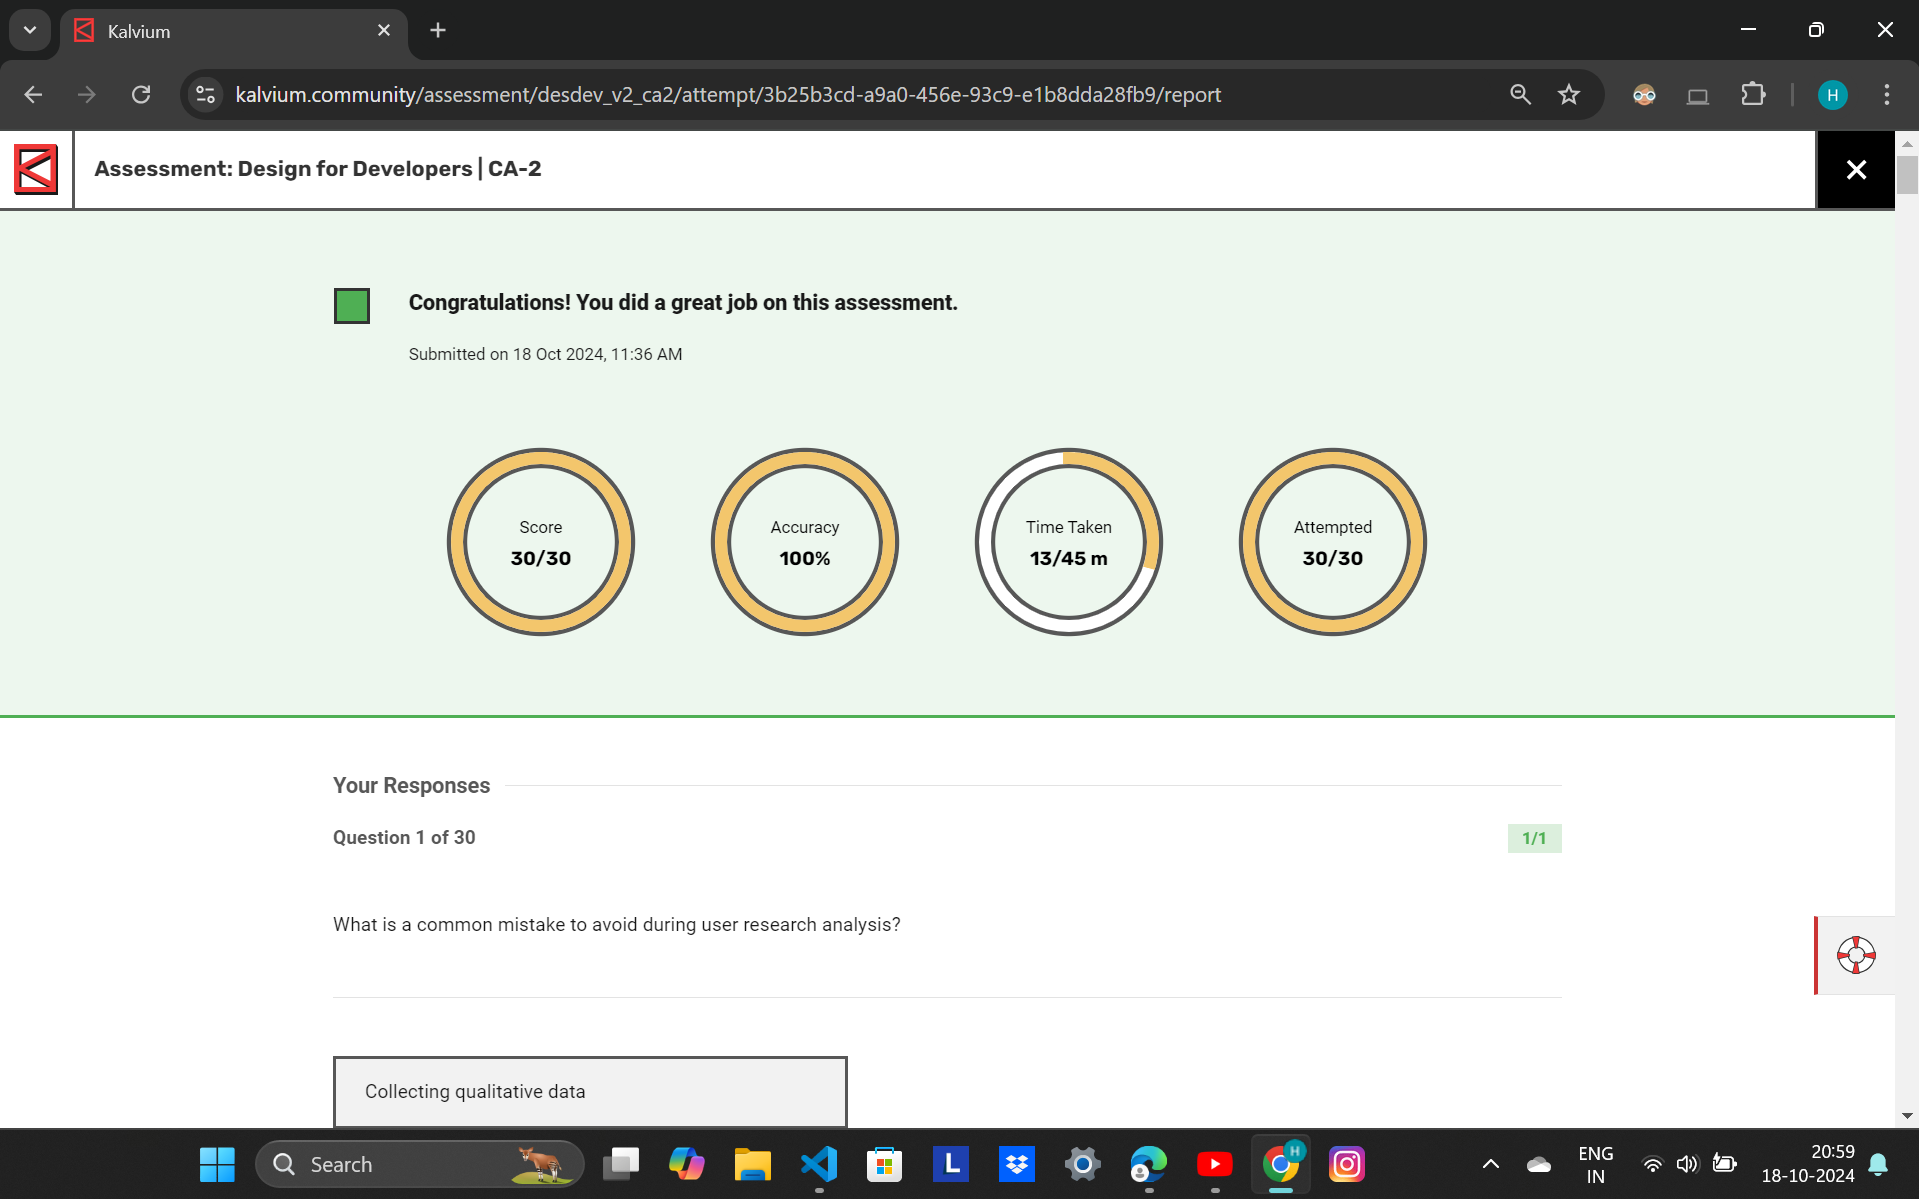 Kalvium
kalvium.community/assessment/desdev_v2_ca2/attempt/3b25b3cd-a9a0-456e-93c9-e1b8dda28fb9/report
H
Assessment: Design for Developers | CA-2
Congratulations! You did a great job on this assessment.
Submitted on 18 Oct 2024, 11:36 AM
Score
30/30
Accuracy
100%
Time Taken
13/45 m
Attempted
30/30
Your Responses
Question 1 of 30
1/1
What is a common mistake to avoid during user research analysis?
Collecting qualitative data
Search
L
H
ENG
IN
20:59
18-10-2024